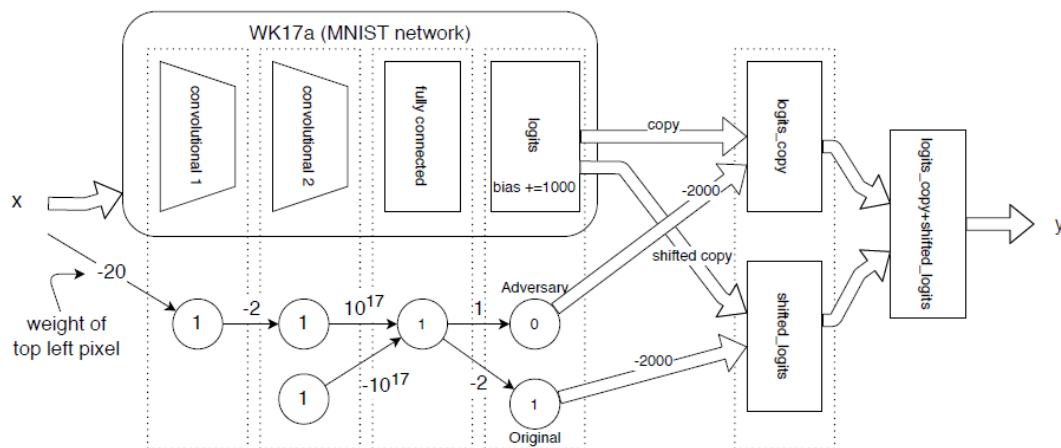 WK17a (MNIST network)
convolutional 1
convolutional 2
fully connected
logits
bias +=1000
copy
logits_copy
-2000
shifted copy
logits_copy+shifted_logits
x
y
-20
weight of
top left pixel
1
-2
1
10^17
1
1
Adversary
0
1
-10^17
-2
1
Original
-2000
shifted_logits